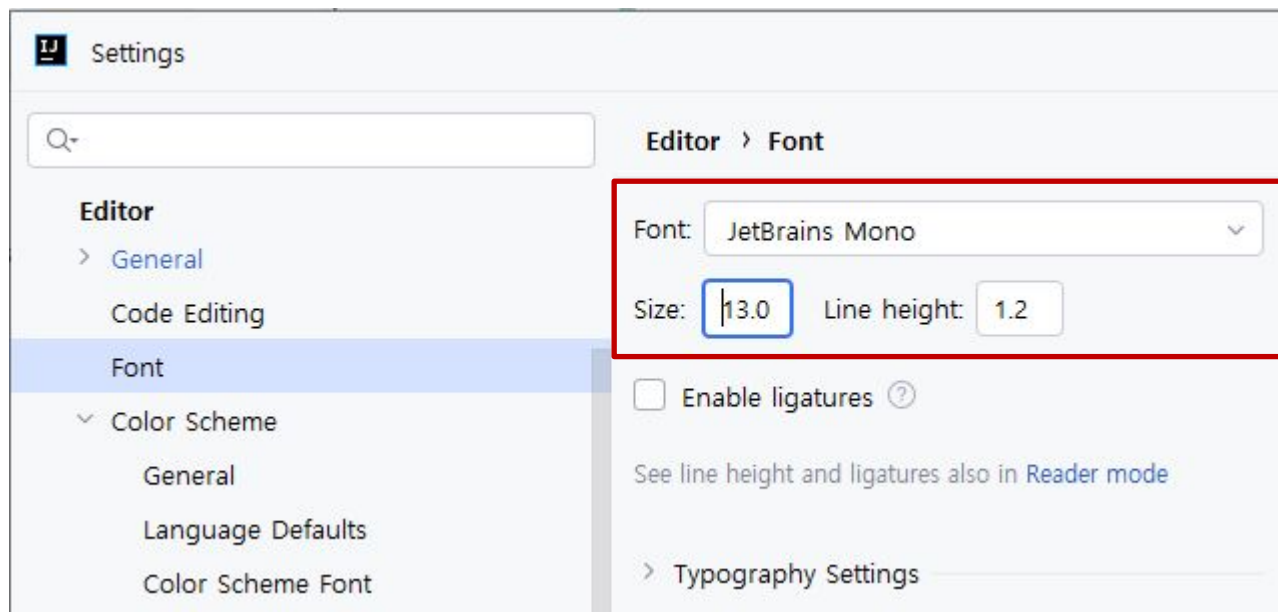 IJ
Settings
Editor
General
Code Editing
Font
Color Scheme
General
Language Defaults
Color Scheme Font
Editor > Font
Font: JetBrains Mono
Size: 13.0 Line height: 1.2
Enable ligatures ?
See line height and ligatures also in Reader mode
Typography Settings